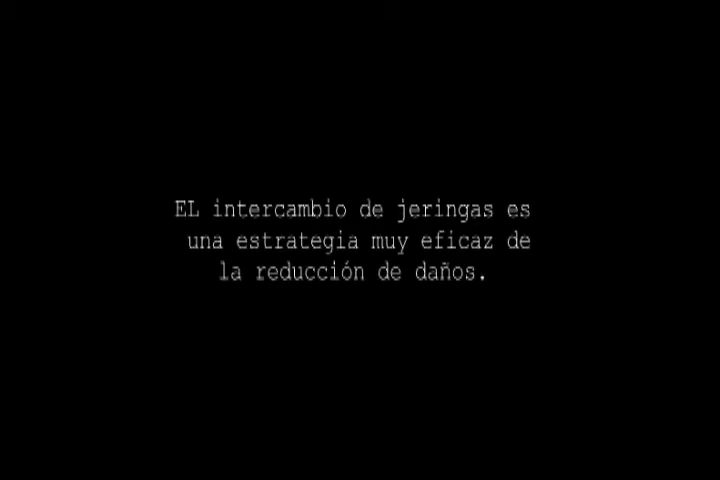 EL intercambio de jeringas es
una estrategia muy eficaz de
la reducción de daños.